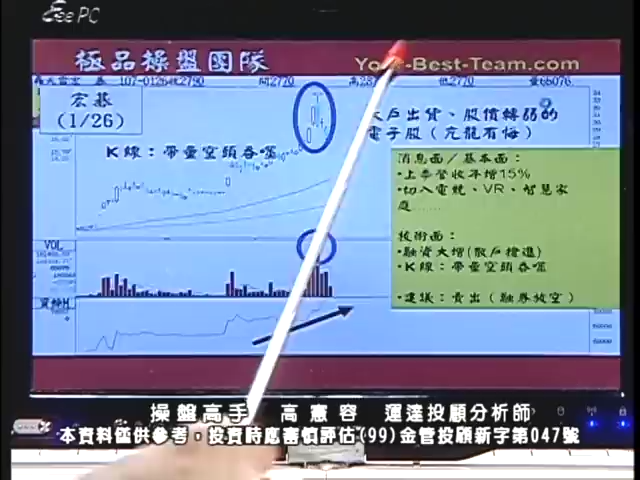 Eee PC
極品操盤團隊
Your-Best-Team.com
宏碁
(1/26)
大戶出貨、股價轉弱的
電子股（亢龍有悔）
K線：帶量空頭吞噬
消息面／基本面：
・上季營收年增15%
・切入電競、VR、智慧家
庭......
技術面：
・融資大增(散戶搶進)
・K線：帶量空頭吞噬
・建議：賣出（融券放空）
VOL
操盤高手 高憲容 運達投顧分析師
本資料僅供參考，投資時應審慎評估(99)金管投顧新字第047號